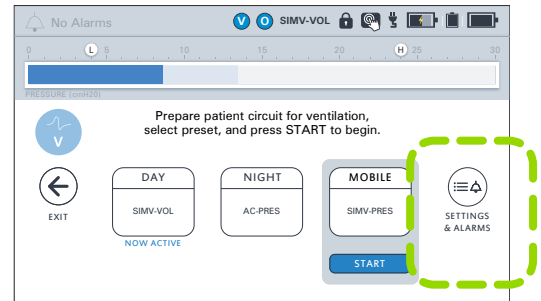 No Alarms
V O SIMV-VOL
0 L 5 10 15 20 H 25 30
PRESSURE (cmH20)
Prepare patient circuit for ventilation,
select preset, and press START to begin.
V
DAY NIGHT MOBILE
SIMV-VOL AC-PRES SIMV-PRES
EXIT
SETTINGS
& ALARMS
NOW ACTIVE
START